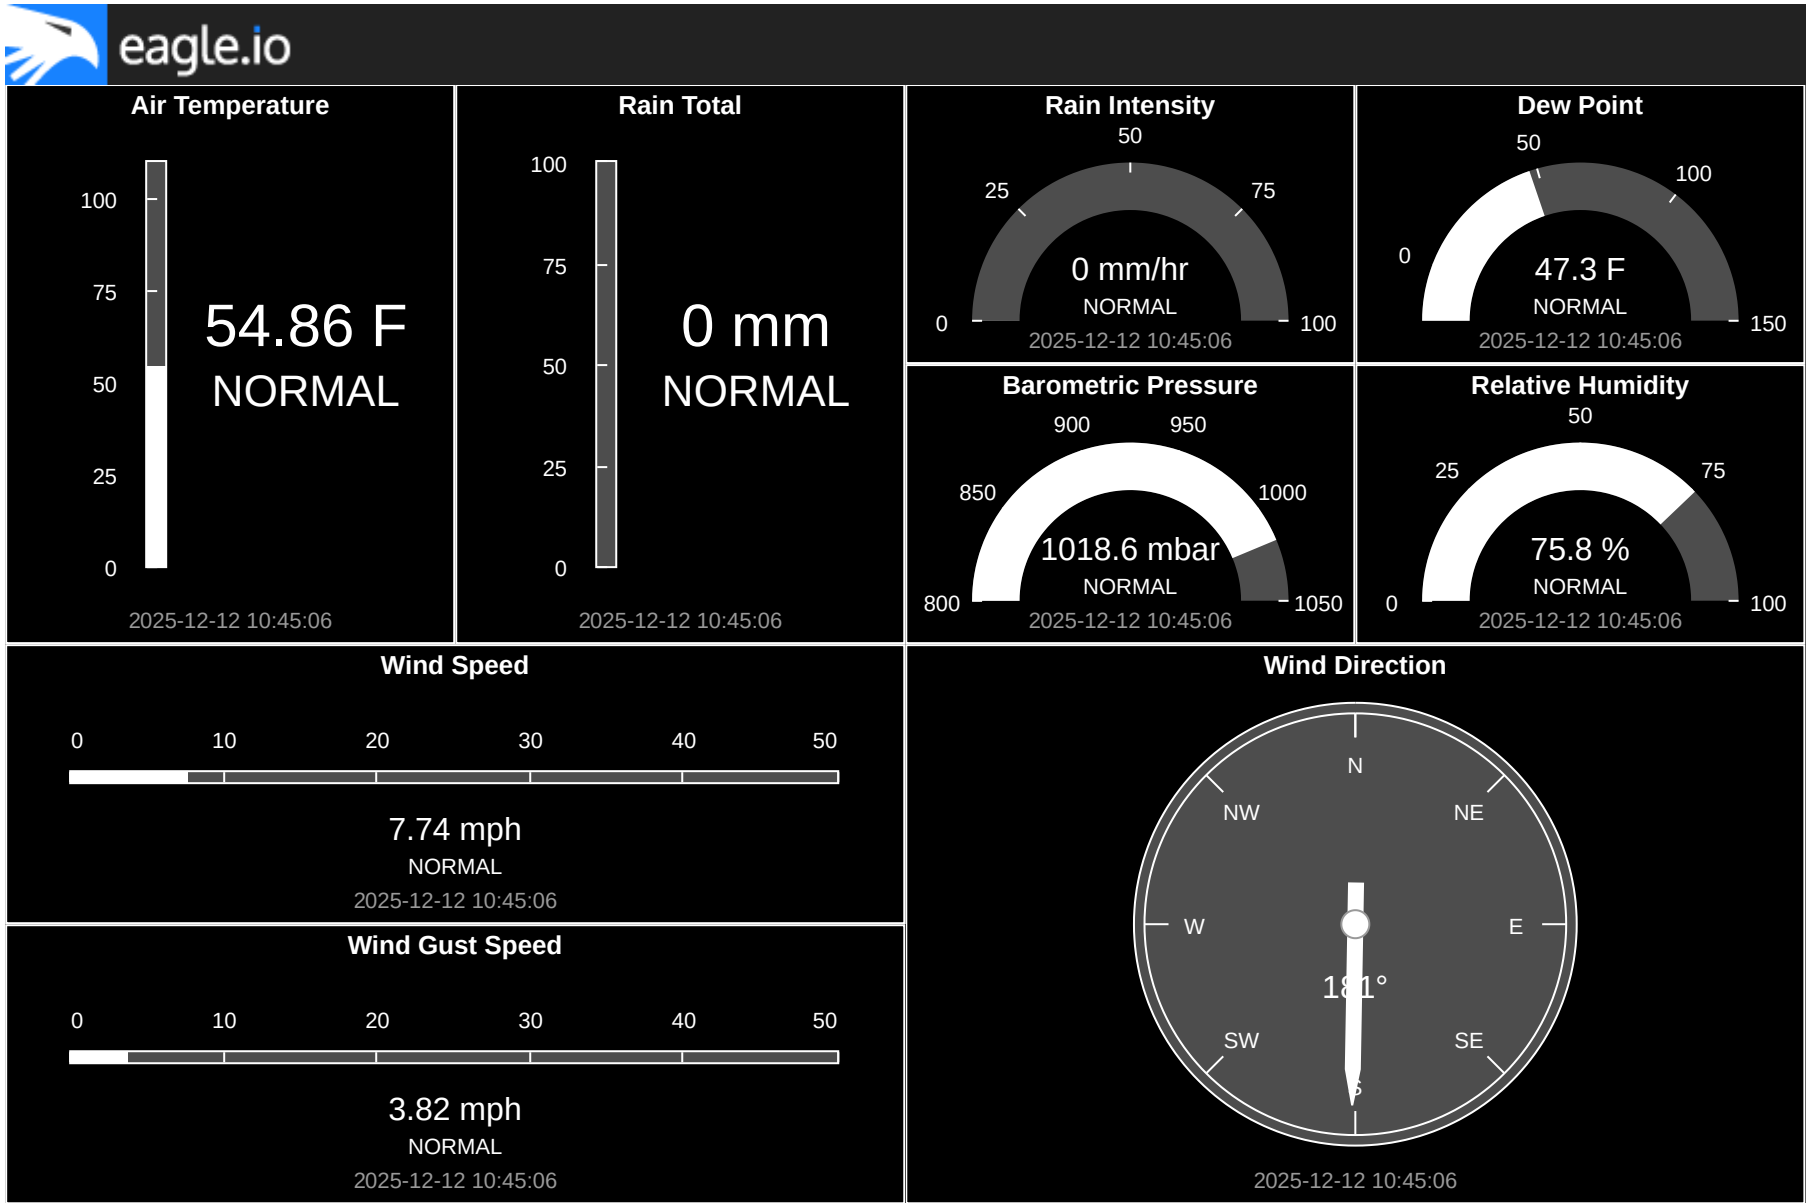 eagle.io
Air Temperature
100
75
50
25
0
54.86 F
NORMAL
2025-12-12 10:45:06
Rain Total
100
75
50
25
0
0 mm
NORMAL
2025-12-12 10:45:06
Rain Intensity
0
25
50
75
100
0 mm/hr
NORMAL
2025-12-12 10:45:06
Dew Point
0
50
100
150
47.3 F
NORMAL
2025-12-12 10:45:06
Barometric Pressure
800
850
900
950
1000
1050
1018.6 mbar
NORMAL
2025-12-12 10:45:06
Relative Humidity
0
25
50
75
100
75.8 %
NORMAL
2025-12-12 10:45:06
Wind Speed
0 10 20 30 40 50
7.74 mph
NORMAL
2025-12-12 10:45:06
Wind Gust Speed
0 10 20 30 40 50
3.82 mph
NORMAL
2025-12-12 10:45:06
Wind Direction
N
NW NE
W E
181°
SW SE
S
2025-12-12 10:45:06